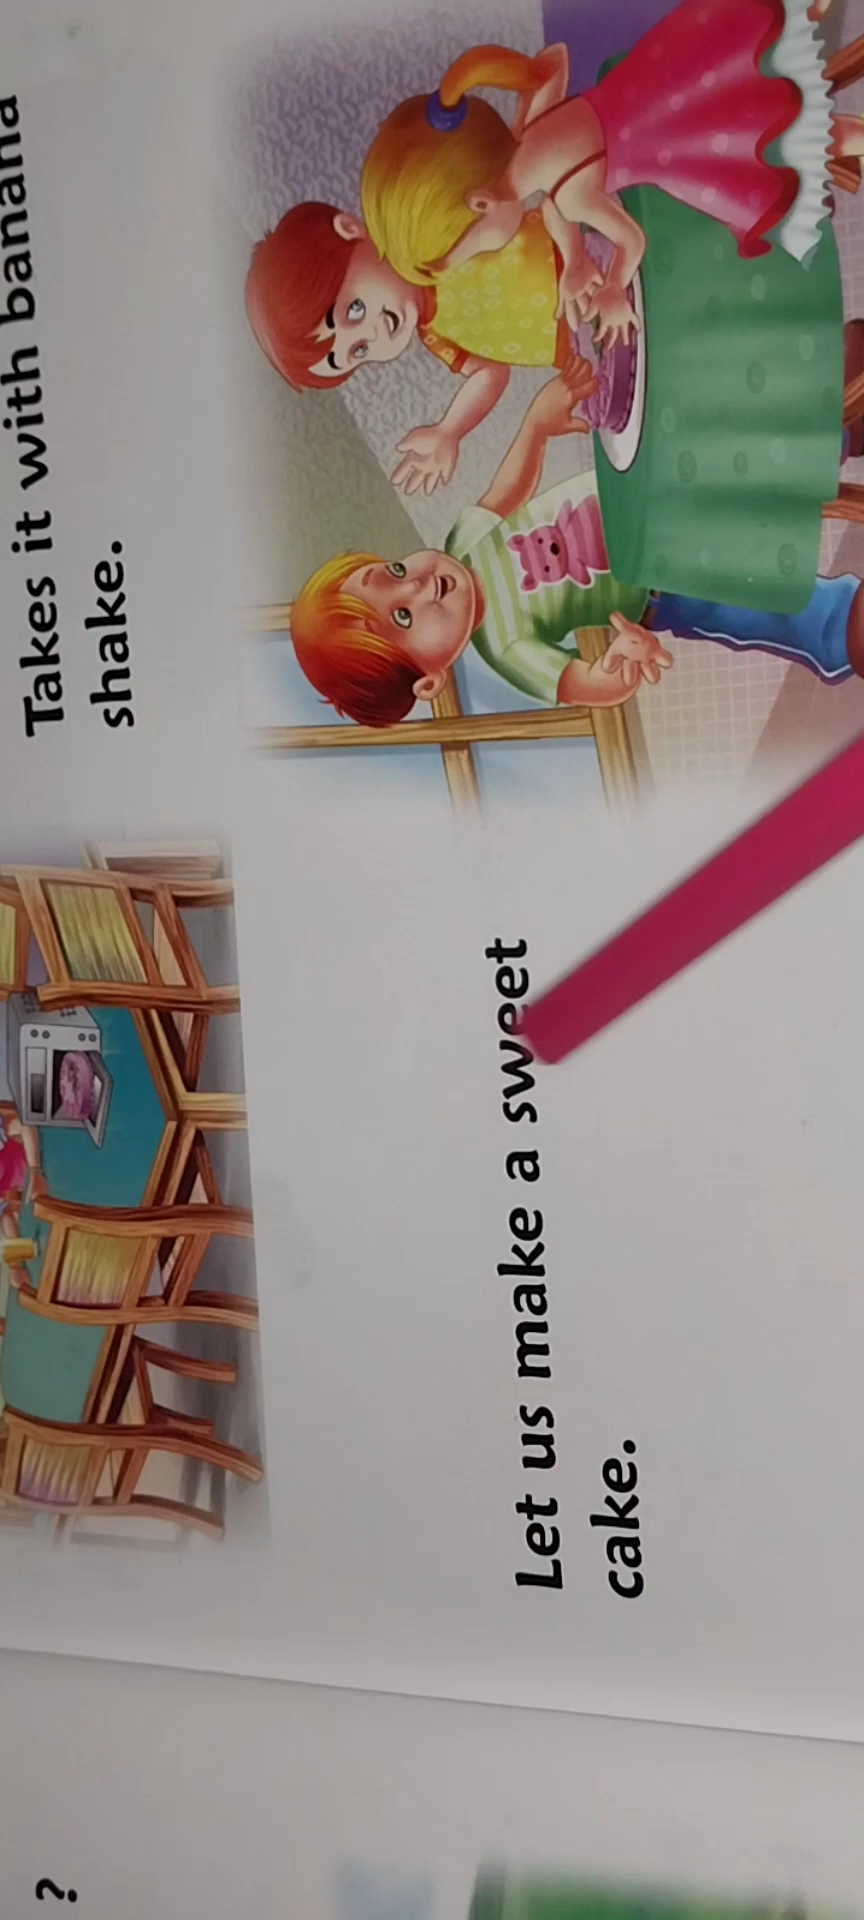 Takes it with banana
shake.
Let us make a sweet
cake.
?